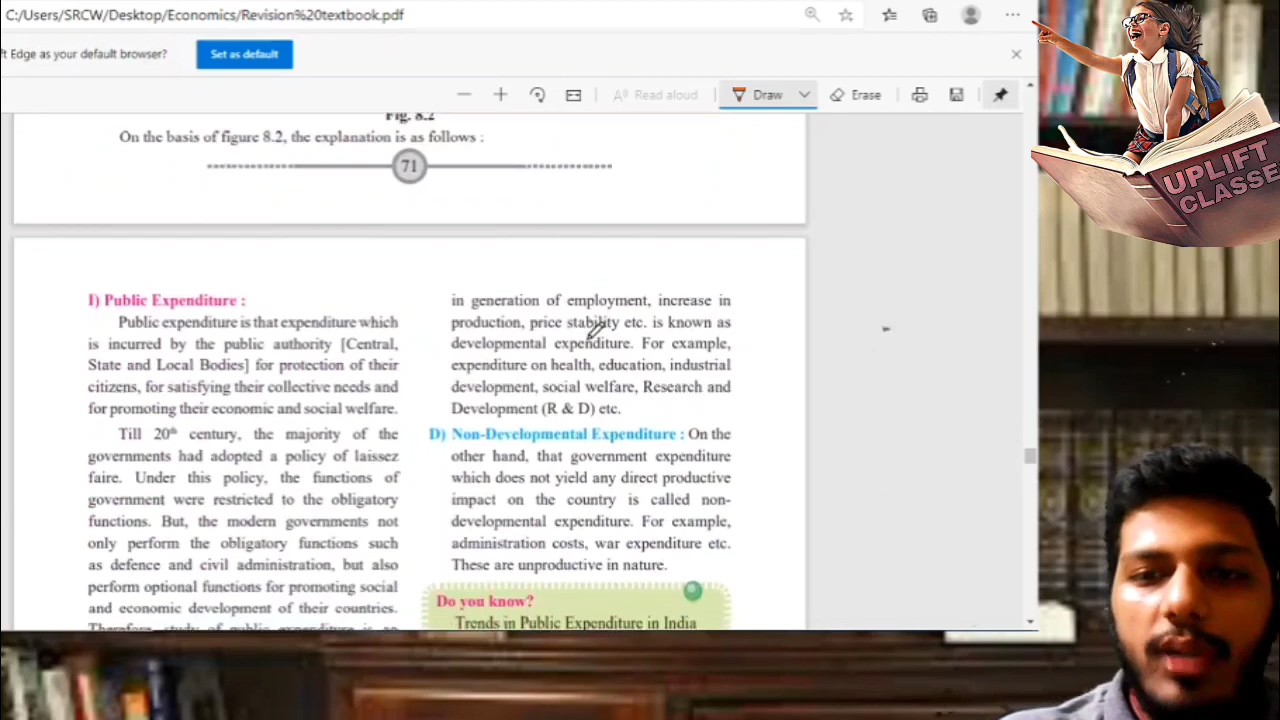 C:/Users/SRCW/Desktop/Economics/Revision%20textbook.pdf
ft Edge as your default browser?
Set as default
Read aloud
Draw
Erase
Fig. 8.2
On the basis of figure 8.2, the explanation is as follows :
71
I) Public Expenditure :
Public expenditure is that expenditure which
is incurred by the public authority [Central,
State and Local Bodies] for protection of their
citizens, for satisfying their collective needs and
for promoting their economic and social welfare.
Till 20th century, the majority of the
governments had adopted a policy of laissez
faire. Under this policy, the functions of
government were restricted to the obligatory
functions. But, the modern governments not
only perform the obligatory functions such
as defence and civil administration, but also
perform optional functions for promoting social
and economic development of their countries.
Therefore, study of public expenditure is an
in generation of employment, increase in
production, price stability etc. is known as
developmental expenditure. For example,
expenditure on health, education, industrial
development, social welfare, Research and
Development (R & D) etc.
D) Non-Developmental Expenditure : On the
other hand, that government expenditure
which does not yield any direct productive
impact on the country is called non-
developmental expenditure. For example,
administration costs, war expenditure etc.
These are unproductive in nature.
Do you know?
Trends in Public Expenditure in India
UPLIFT
CLASSE